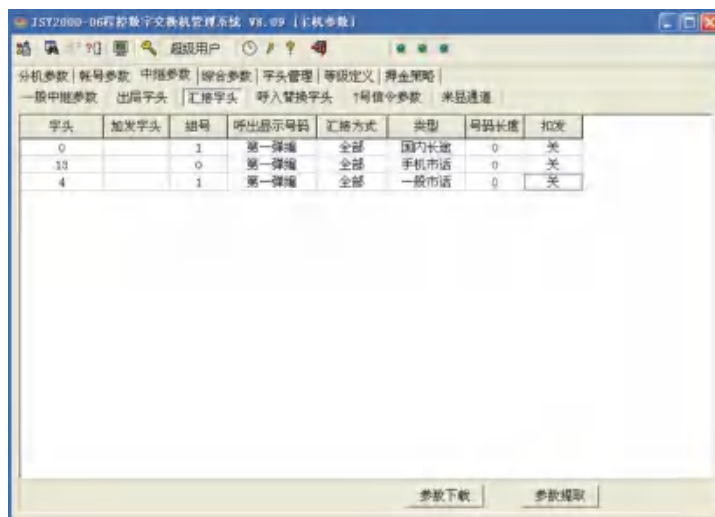 JSY2000-06程控数字交换机管理系统 V8.09 [主机参数]
超级用户
分机参数 帐号参数 中继参数 综合参数 字头管理 等级定义 押金策略
一般中继参数 出局字头 汇接字头 呼入替换字头 1号信令参数 来显通道
字头 加发字头 组号 呼出显示号码 汇接方式 类型 号码长度 扣发
0 1 第一弹编 全部 国内长途 0 关
13 0 第一弹编 全部 手机市话 0 关
4 1 第一弹编 全部 一般市话 0 关
参数下载 参数提取